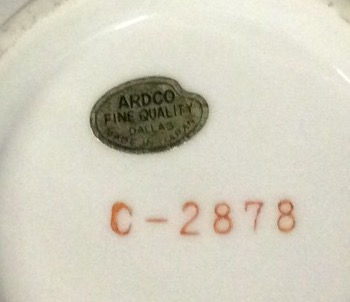 ARDCO
FINE QUALITY
DALLAS
MADE IN JAPAN
C-2878